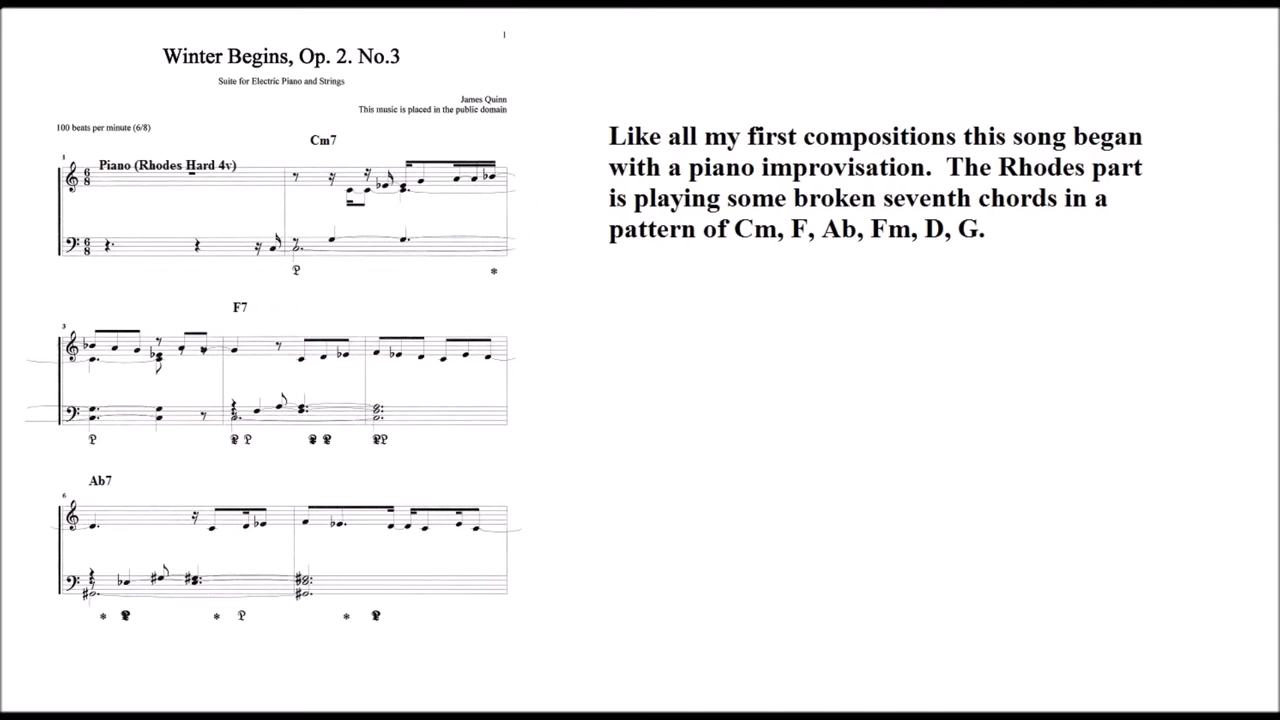 1
Winter Begins, Op. 2. No.3
Suite for Electric Piano and Strings
James Quinn
This music is placed in the public domain
100 beats per minute (6/8)
Cm7
1
Piano (Rhodes Hard 4v)
F7
3
Ab7
6
Like all my first compositions this song began
with a piano improvisation.  The Rhodes part
is playing some broken seventh chords in a
pattern of Cm, F, Ab, Fm, D, G.